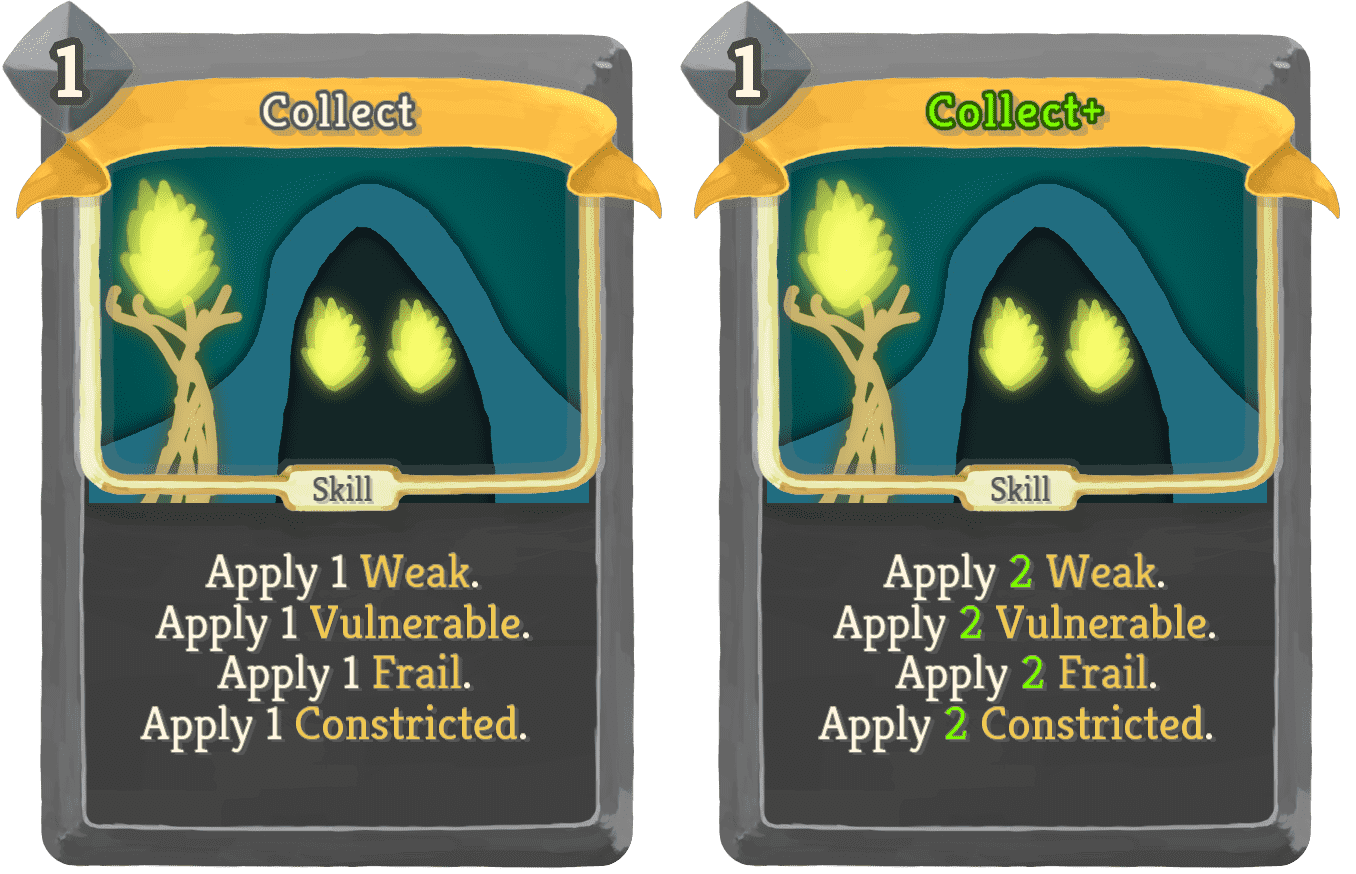 1
Collect
Skill
Apply 1 Weak.
Apply 1 Vulnerable.
Apply 1 Frail.
Apply 1 Constricted.
1
Collect+
Skill
Apply 2 Weak.
Apply 2 Vulnerable.
Apply 2 Frail.
Apply 2 Constricted.